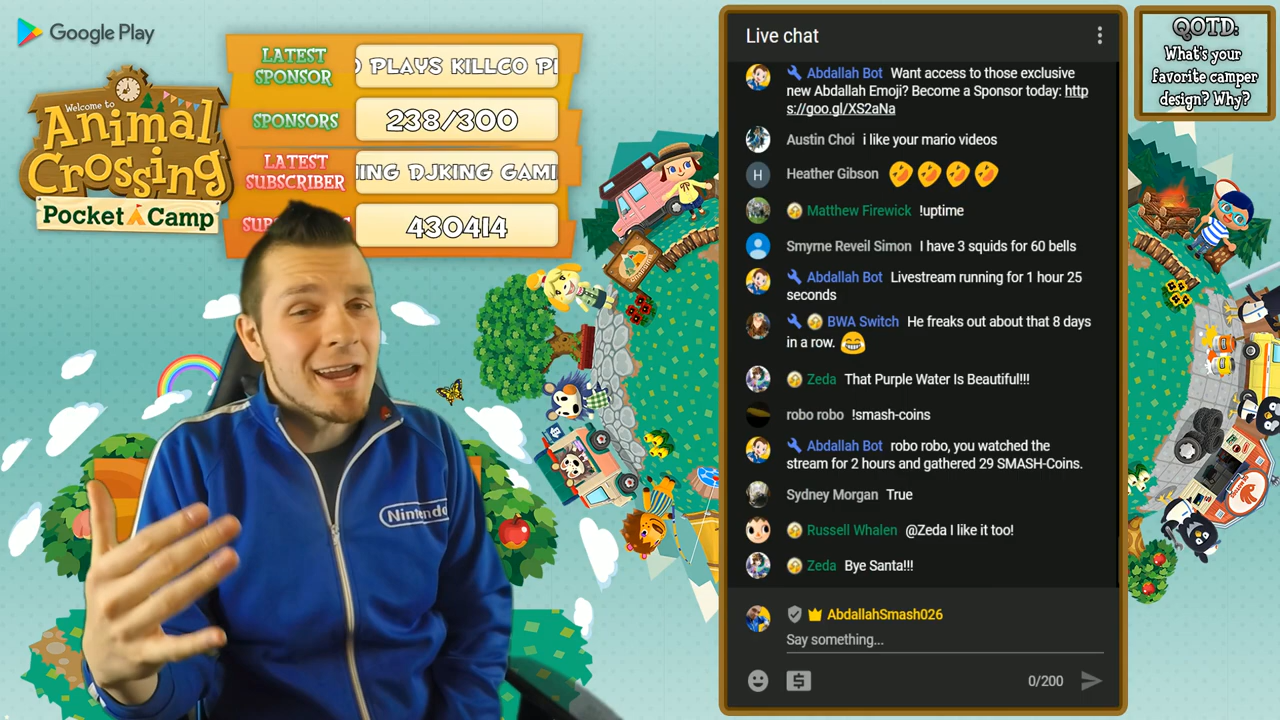 Google Play
Welcome to
Animal
Crossing
Pocket Camp
LATEST
SPONSOR
PLAYS KILLGO
SPONSORS
238/300
LATEST
SUBSCRIBER
DJKING
430414
Nintendo
Live chat
Abdallah Bot Want access to those exclusive
new Abdallah Emoji? Become a Sponsor today: http
s://goo.gl/XS2aNa
Austin Choi i like your mario videos
H Heather Gibson
Matthew Firewick !uptime
Smyrne Reveil Simon I have 3 squids for 60 bells
Abdallah Bot Livestream running for 1 hour 25
seconds
BWA Switch He freaks out about that 8 days
in a row. 😂
Zeda That Purple Water Is Beautiful!!!
robo robo !smash-coins
Abdallah Bot robo robo, you watched the
stream for 2 hours and gathered 29 SMASH-Coins.
Sydney Morgan True
Russell Whalen @Zeda I like it too!
Zeda Bye Santa!!!
AbdallahSmash026
Say something...
0/200
QOTD:
What's your
favorite camper
design? Why?